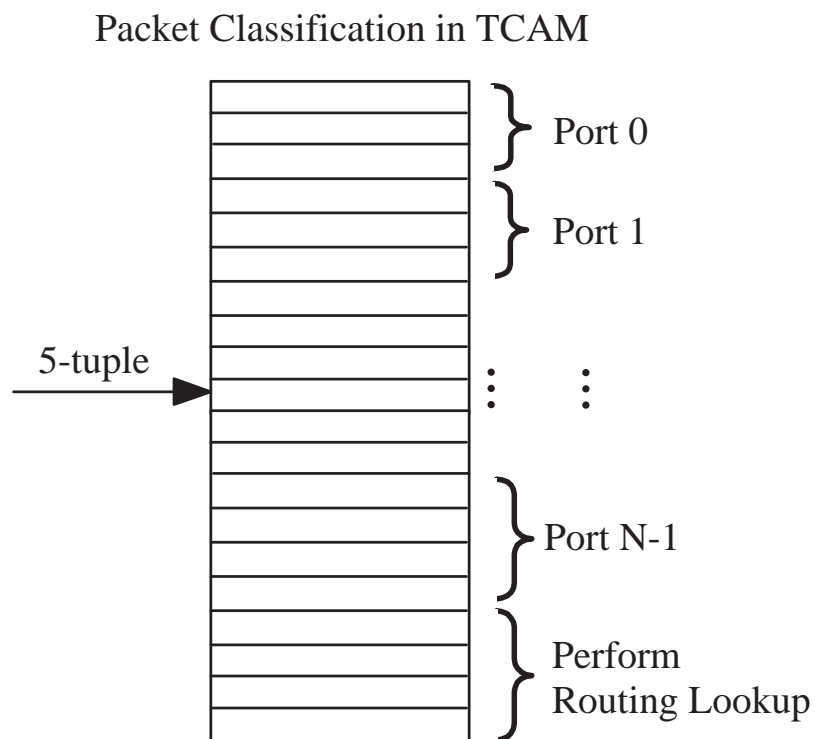 Packet Classification in TCAM
Port 0
Port 1
5-tuple
Port N-1
Perform
Routing Lookup